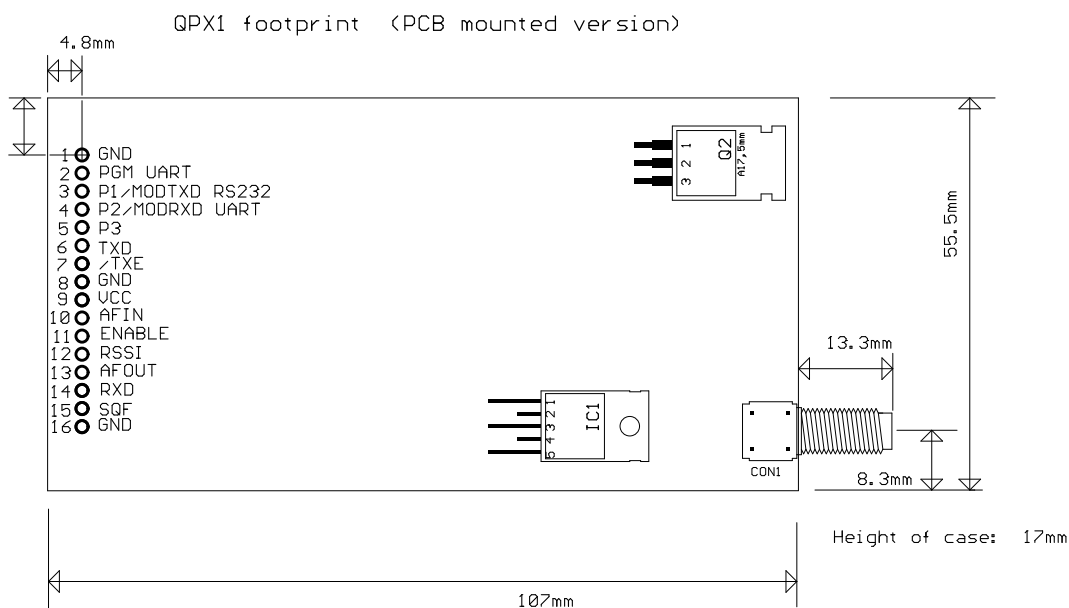 QPX1 footprint (PCB mounted version)
4.8mm
1 GND
2 PGM UART
3 P1/MODTXD RS232
4 P2/MODRXD UART
5 P3
6 TXD
7 /TXE
8 GND
9 VCC
10 AFIN
11 ENABLE
12 RSSI
13 AFOUT
14 RXD
15 SQF
16 GND
1 2 3
Q2
A17,5mm
55.5mm
13.3mm
1 2 3 4 5
IC1
CON1
8.3mm
Height of case: 17mm
107mm